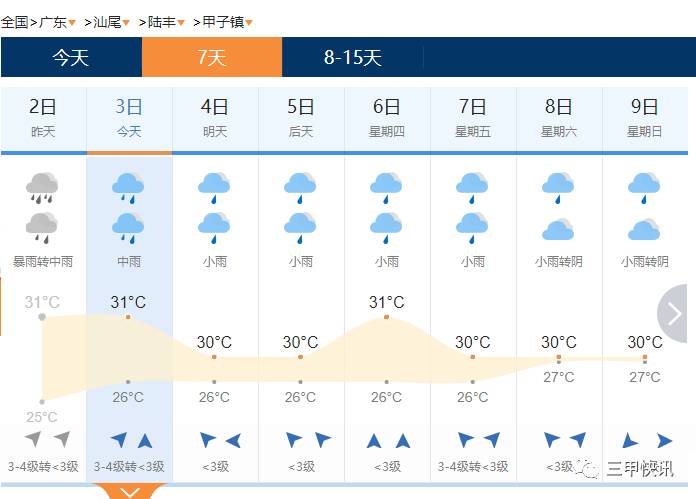 全国>广东 >汕尾 >陆丰 >甲子镇
今天 7天 8-15天
2日 3日 4日 5日 6日 7日 8日 9日
昨天 今天 明天 后天 星期四 星期五 星期六 星期日
暴雨转中雨 中雨 小雨 小雨 小雨 小雨 小雨转阴 小雨转阴
31°C 31°C 30°C 30°C 31°C 30°C 30°C 30°C
25°C 26°C 26°C 26°C 26°C 26°C 27°C 27°C
3-4级转<3级 3-4级转<3级 <3级 <3级 <3级 3-4级转<3级 <3级
三甲快讯